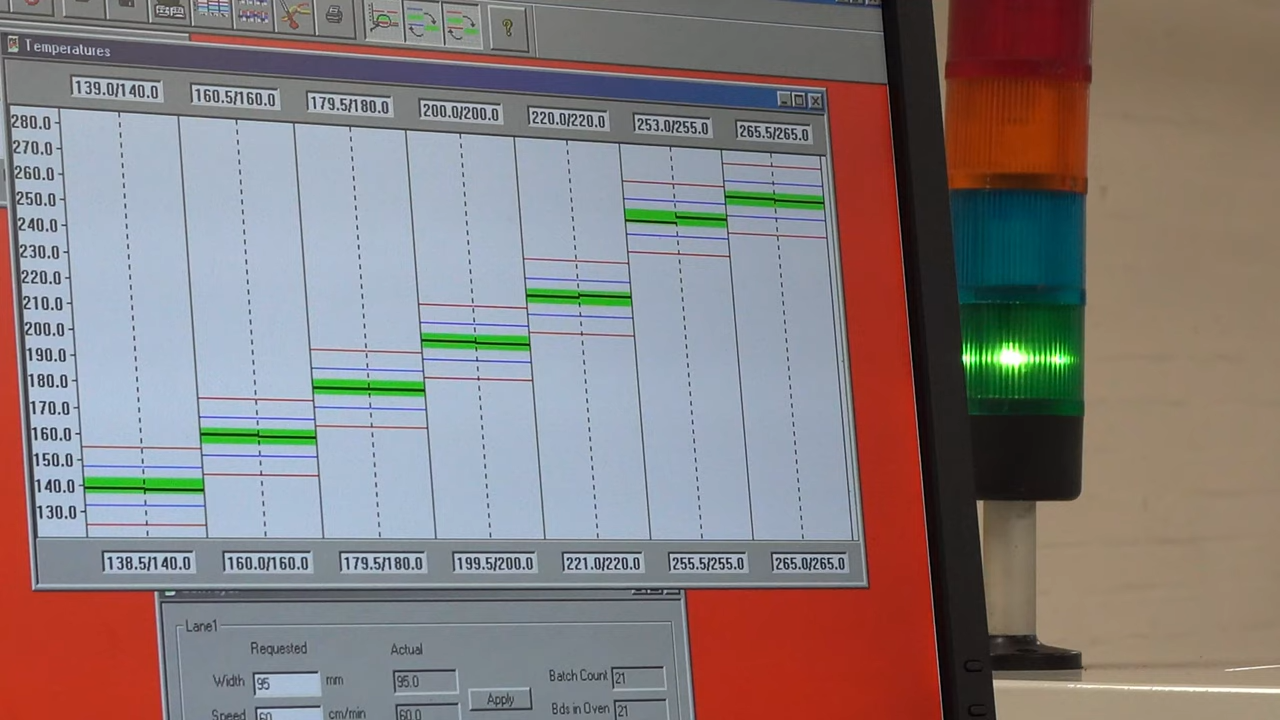 Temperatures
139.0/140.0 160.5/160.0 179.5/180.0 200.0/200.0 220.0/220.0 253.0/255.0 265.5/265.0
280.0
270.0
260.0
250.0
240.0
230.0
220.0
210.0
200.0
190.0
180.0
170.0
160.0
150.0
140.0
130.0
138.5/140.0 160.0/160.0 179.5/180.0 199.5/200.0 221.0/220.0 255.5/255.0 265.0/265.0
Lane1
Requested Actual
Width 95 mm 95.0 Apply Batch Count 21
Speed 60 cm/min 60.0 Bds in Oven 21